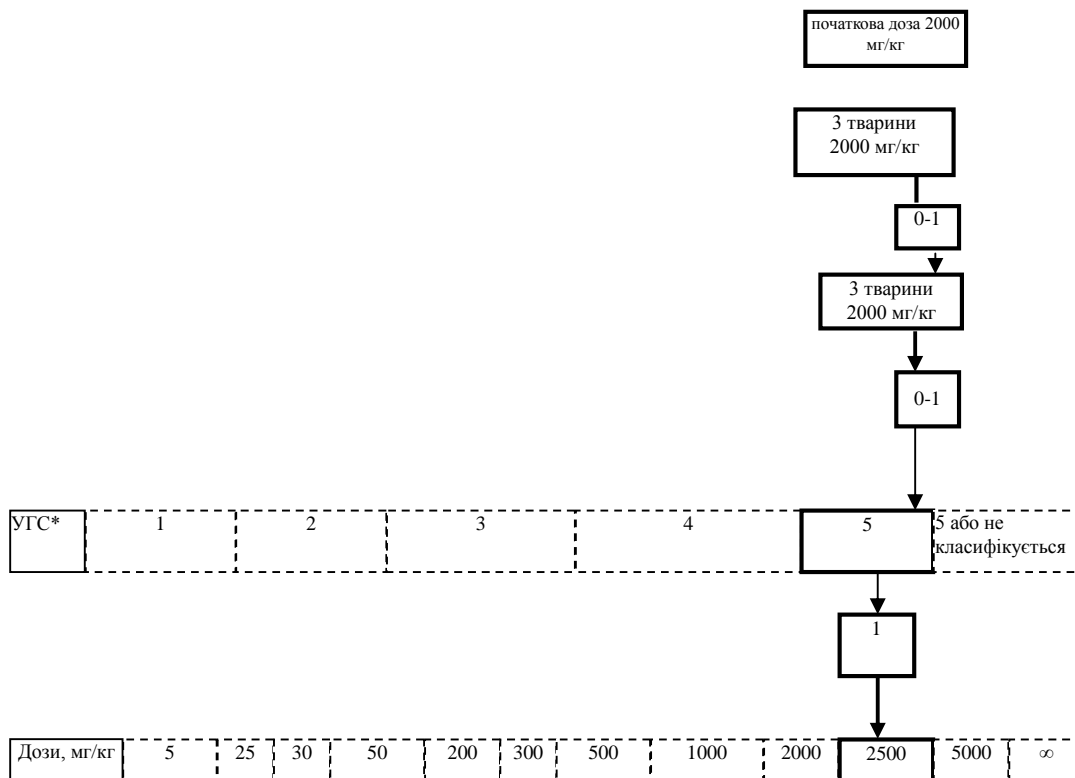 початкова доза 2000
мг/кг
3 тварини
2000 мг/кг
0-1
3 тварини
2000 мг/кг
0-1
УГС* 1 2 3 4 5 5 або не
класифікується
1
Дози, мг/кг 5 25 30 50 200 300 500 1000 2000 2500 5000 ∞